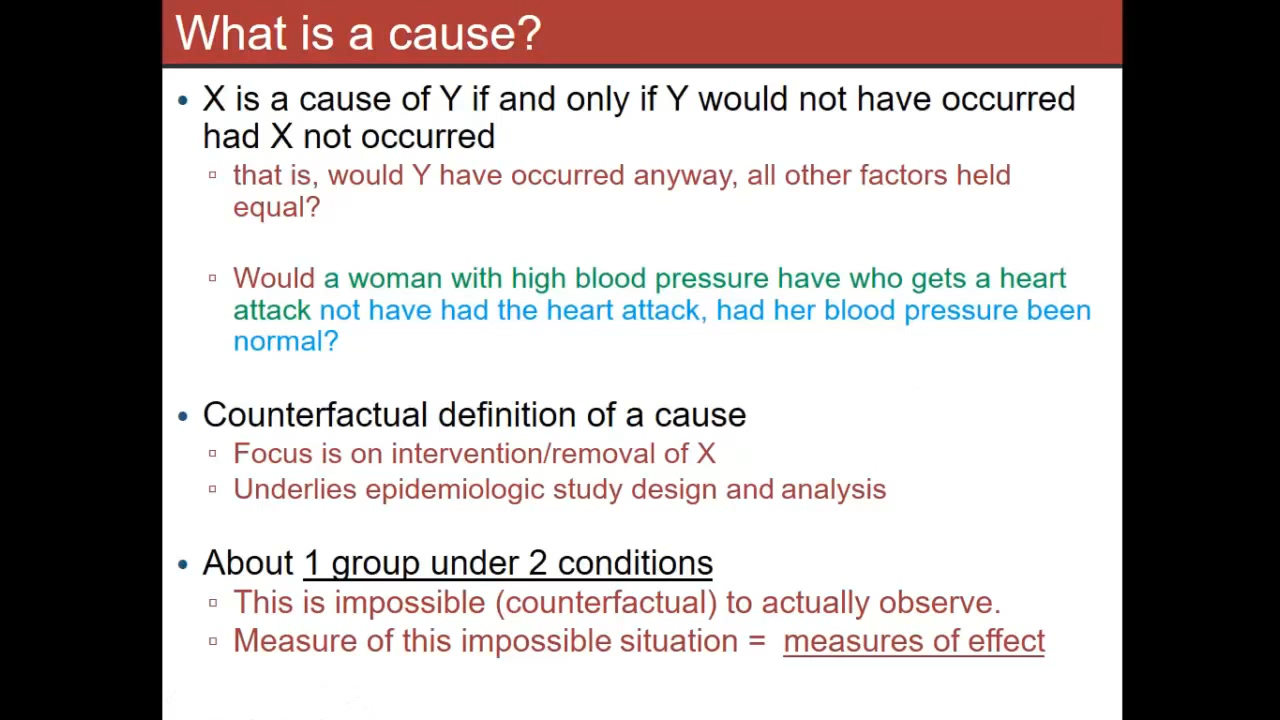 What is a cause?
• X is a cause of Y if and only if Y would not have occurred
had X not occurred
▫ that is, would Y have occurred anyway, all other factors held
equal?
▫ Would a woman with high blood pressure have who gets a heart
attack not have had the heart attack, had her blood pressure been
normal?
• Counterfactual definition of a cause
▫ Focus is on intervention/removal of X
▫ Underlies epidemiologic study design and analysis
• About 1 group under 2 conditions
▫ This is impossible (counterfactual) to actually observe.
▫ Measure of this impossible situation = measures of effect